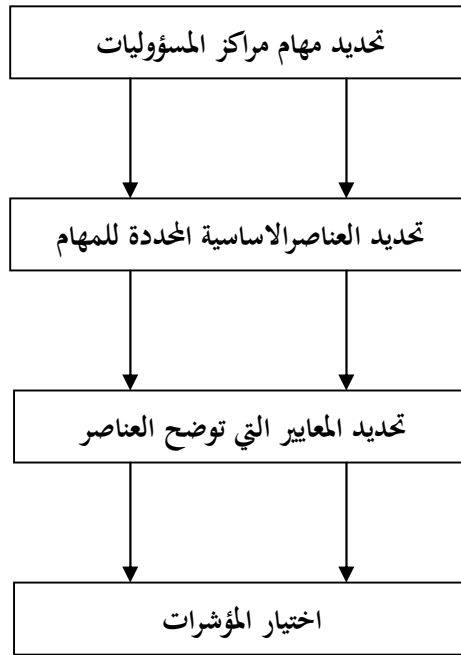 تحديد مهام مراكز المسؤوليات
تحديد العناصرالاساسية المحددة للمهام
تحديد المعايير التي توضح العناصر
اختيار المؤشرات